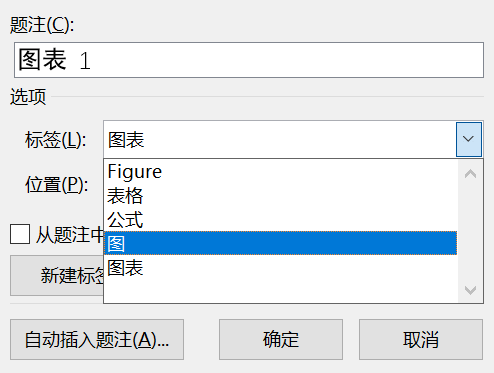 题注(C):
图表 1
选项
标签(L):
图表
Figure
表格
公式
图
图表
位置(P):
从题注中
新建标签
自动插入题注(A)...
确定
取消